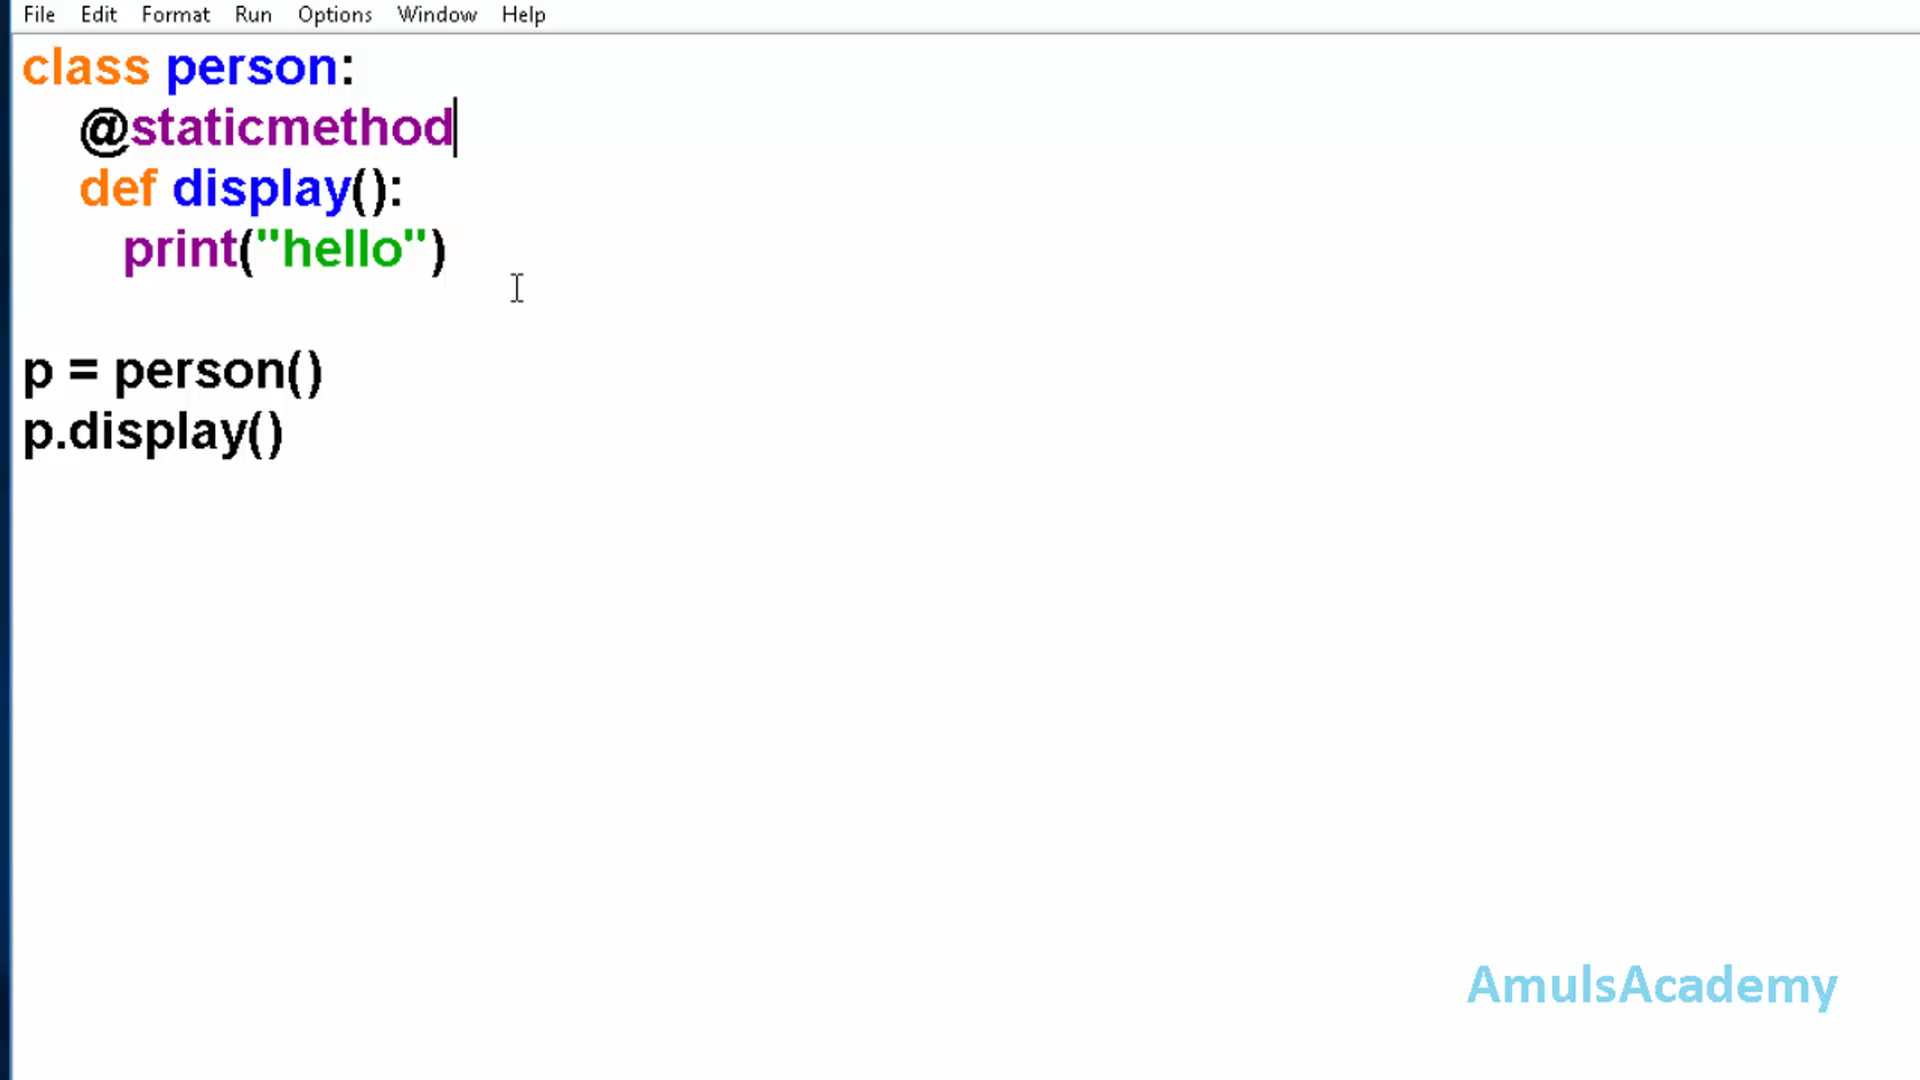 File Edit Format Run Options Window Help
class person:
@staticmethod
def display():
print("hello")
p = person()
p.display()
AmulsAcademy